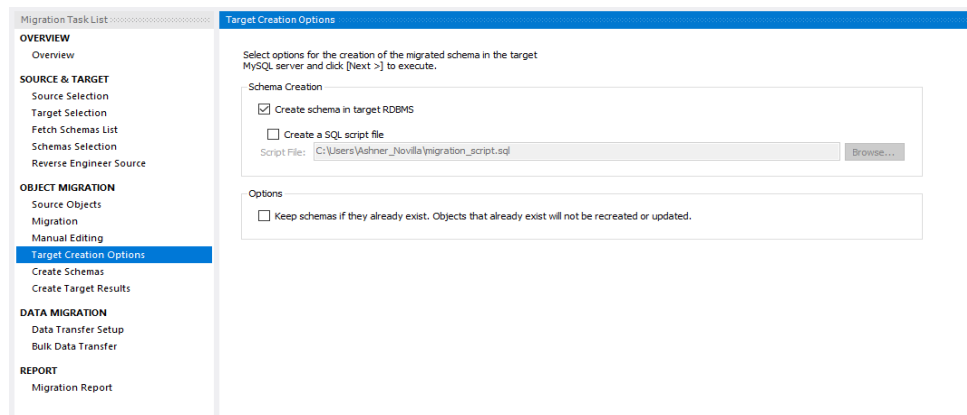 Migration Task List
OVERVIEW
Overview
SOURCE & TARGET
Source Selection
Target Selection
Fetch Schemas List
Schemas Selection
Reverse Engineer Source
OBJECT MIGRATION
Source Objects
Migration
Manual Editing
Target Creation Options
Create Schemas
Create Target Results
DATA MIGRATION
Data Transfer Setup
Bulk Data Transfer
REPORT
Migration Report
Target Creation Options
Select options for the creation of the migrated schema in the target
MySQL server and click [Next >] to execute.
Schema Creation
Create schema in target RDBMS
Create a SQL script file
Script File: C:\Users\Ashner_Novilla\migration_script.sql Browse...
Options
Keep schemas if they already exist. Objects that already exist will not be recreated or updated.